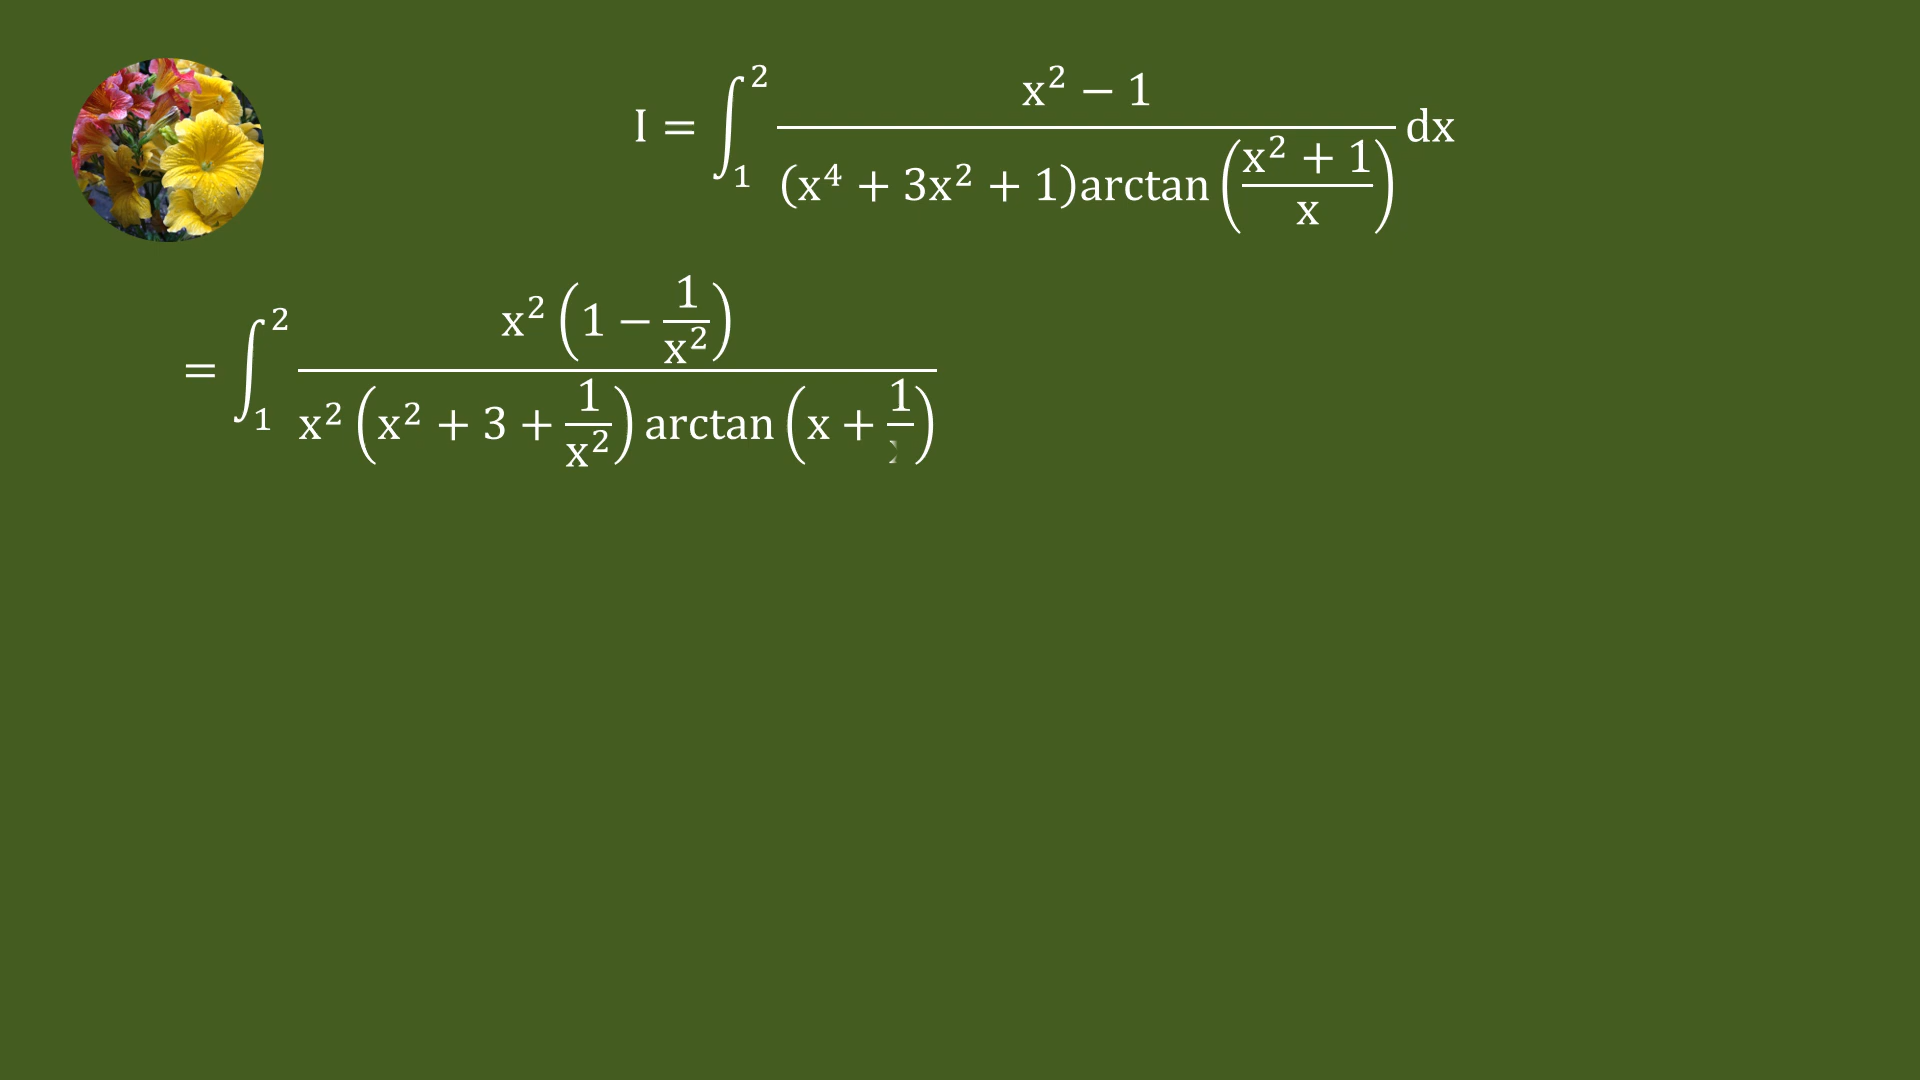 I = ∫₁² (x² − 1) / ((x⁴ + 3x² + 1)arctan((x² + 1)/x)) dx
= ∫₁² x²(1 − 1/x²) / (x²(x² + 3 + 1/x²) arctan(x + 1/